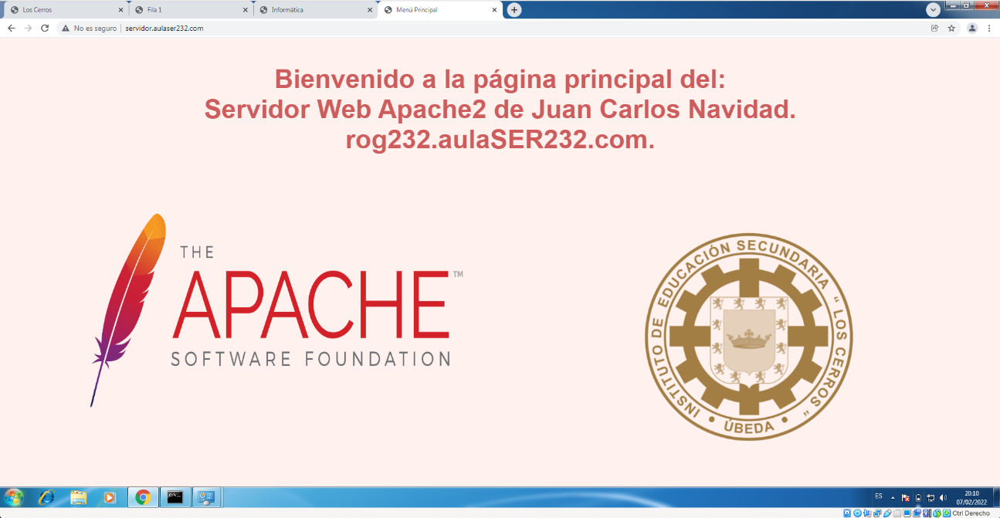 Los Cerros
Fila 1
Informática
Menú Principal
No es seguro
servidor.aulaser232.com
Bienvenido a la página principal del:
Servidor Web Apache2 de Juan Carlos Navidad.
rog232.aulaSER232.com.
THE
APACHE™
SOFTWARE FOUNDATION
INSTITUTO DE EDUCACIÓN SECUNDARIA “ LOS CERROS ”
• ÚBEDA •
ES
20:10
07/02/2022
Ctrl Derecho